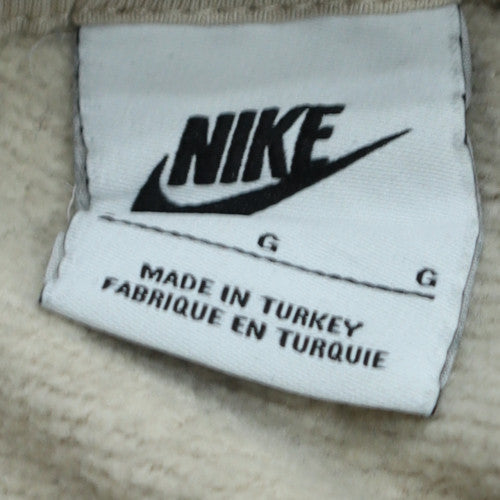 NIKE
G G
MADE IN TURKEY
FABRIQUE EN TURQUIE